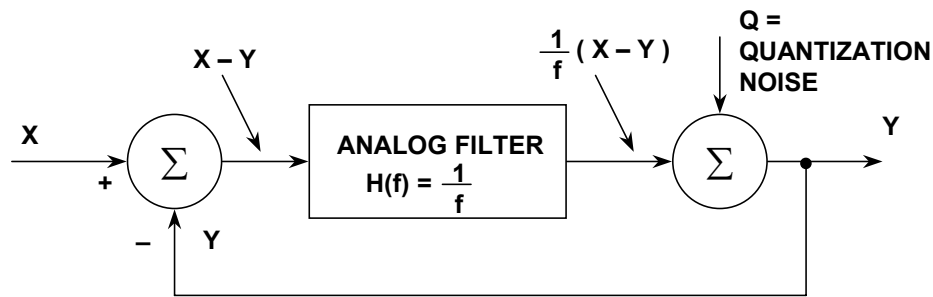 Q =
QUANTIZATION
NOISE
X – Y
1/f ( X – Y )
X
+
Σ
ANALOG FILTER
H(f) = 1/f
Σ
Y
–
Y